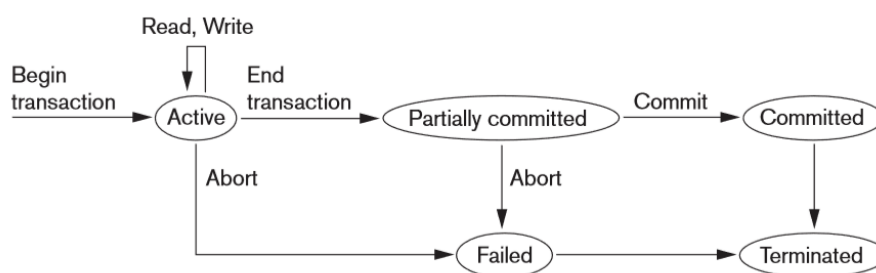 Read, Write
Begin
transaction
End
transaction
Active
Partially committed
Commit
Committed
Abort
Abort
Failed
Terminated